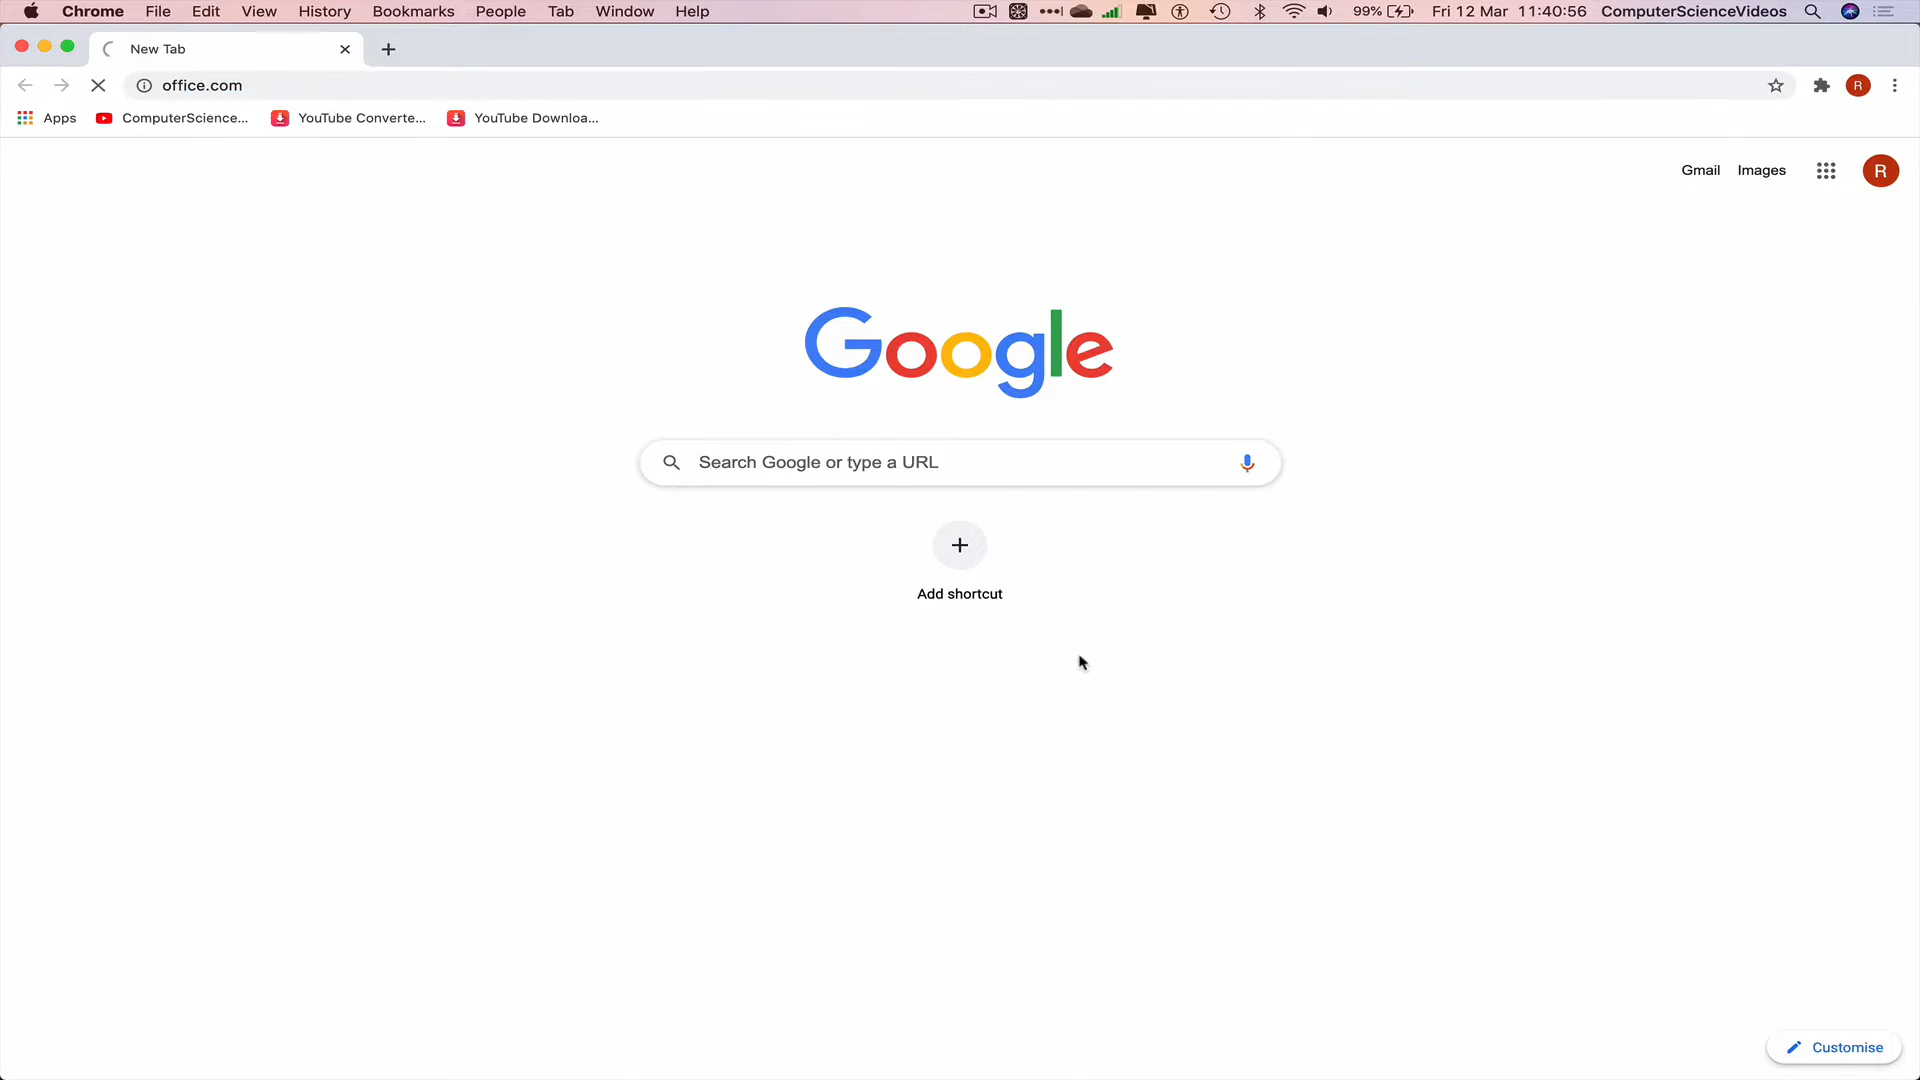 Chrome File Edit View History Bookmarks People Tab Window Help 99% Fri 12 Mar 11:40:56 ComputerScienceVideos
New Tab
office.com R
Apps ComputerScience... YouTube Converte... YouTube Downloa...
Gmail Images R
Google
Search Google or type a URL
Add shortcut
Customise